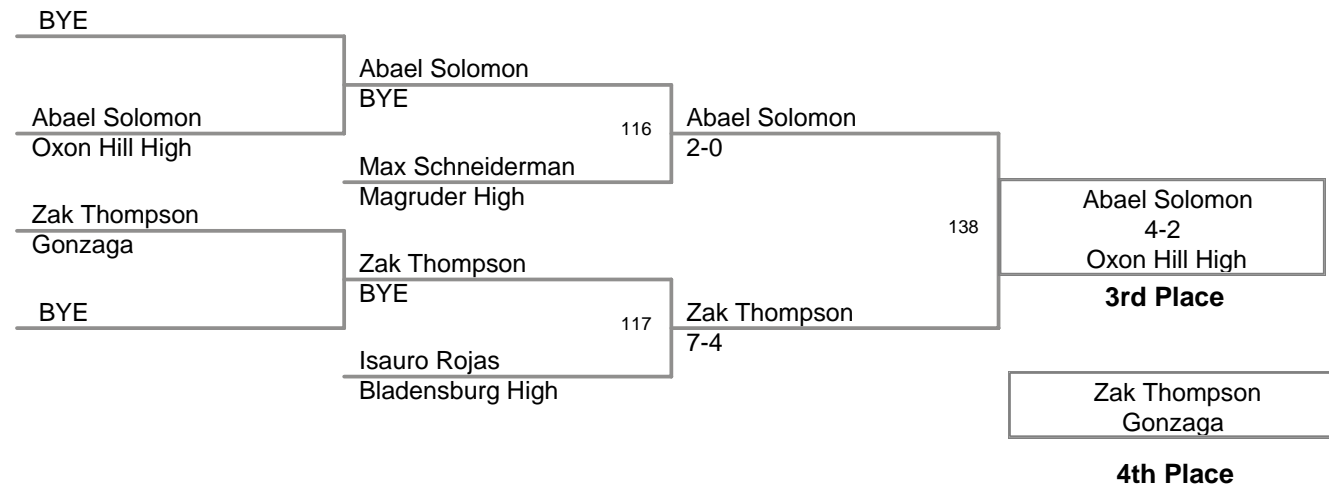 BYE
Abael Solomon
BYE
Abael Solomon
Oxon Hill High
116
Abael Solomon
2-0
Max Schneiderman
Magruder High
Zak Thompson
Gonzaga
138
Abael Solomon
4-2
Oxon Hill High
3rd Place
Zak Thompson
BYE
BYE
117
Zak Thompson
7-4
Isauro Rojas
Bladensburg High
Zak Thompson
Gonzaga
4th Place